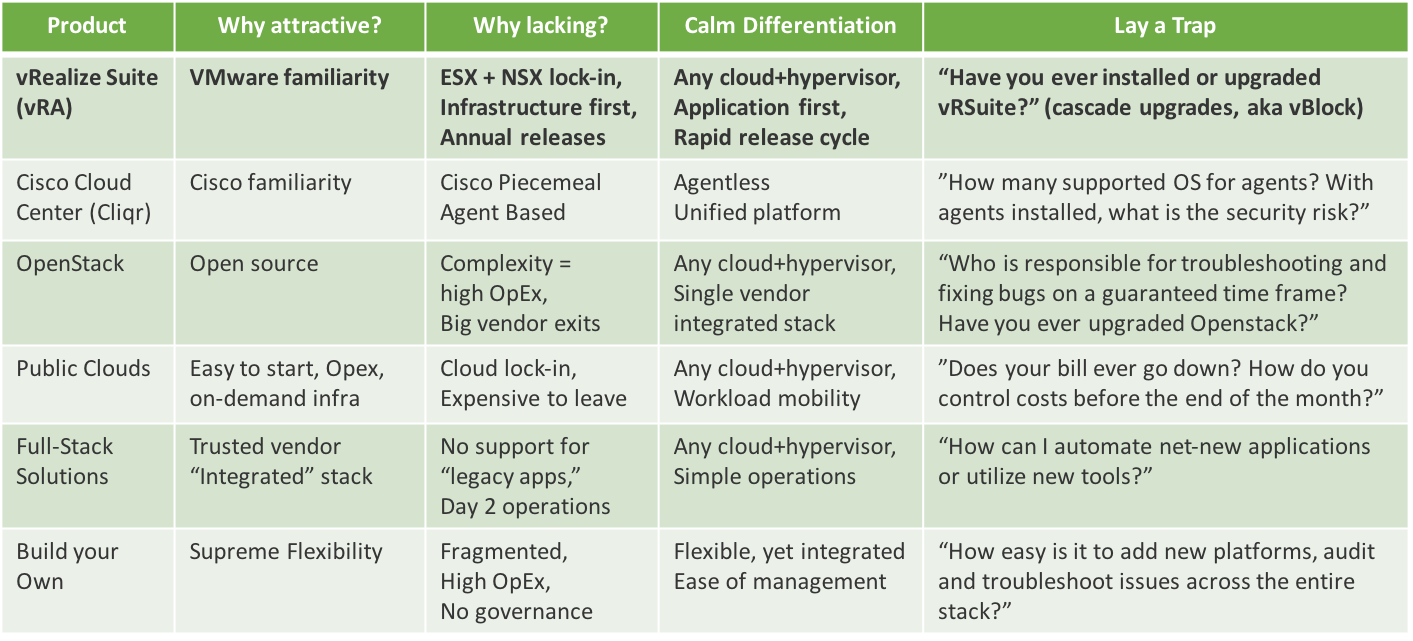 Product
Why attractive?
Why lacking?
Calm Differentiation
Lay a Trap
vRealize Suite
(vRA)
VMware familiarity
ESX + NSX lock-in,
Infrastructure first,
Annual releases
Any cloud+hypervisor,
Application first,
Rapid release cycle
“Have you ever installed or upgraded
vRSuite?” (cascade upgrades, aka vBlock)
Cisco Cloud
Center (Cliqr)
Cisco familiarity
Cisco Piecemeal
Agent Based
Agentless
Unified platform
”How many supported OS for agents? With
agents installed, what is the security risk?”
OpenStack
Open source
Complexity =
high OpEx,
Big vendor exits
Any cloud+hypervisor,
Single vendor
integrated stack
“Who is responsible for troubleshooting and
fixing bugs on a guaranteed time frame?
Have you ever upgraded Openstack?”
Public Clouds
Easy to start, Opex,
on-demand infra
Cloud lock-in,
Expensive to leave
Any cloud+hypervisor,
Workload mobility
”Does your bill ever go down? How do you
control costs before the end of the month?”
Full-Stack
Solutions
Trusted vendor
“Integrated” stack
No support for
“legacy apps,”
Day 2 operations
Any cloud+hypervisor,
Simple operations
“How can I automate net-new applications
or utilize new tools?”
Build your
Own
Supreme Flexibility
Fragmented,
High OpEx,
No governance
Flexible, yet integrated
Ease of management
“How easy is it to add new platforms, audit
and troubleshoot issues across the entire
stack?”